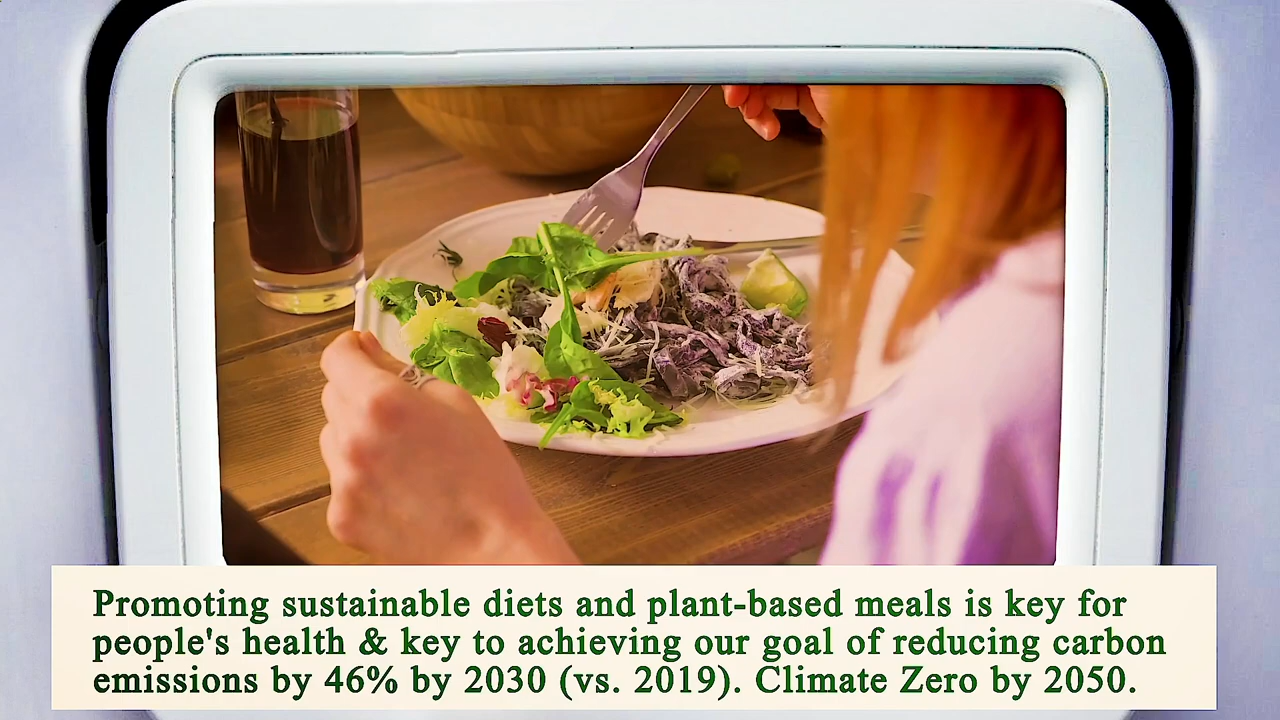 Promoting sustainable diets and plant-based meals is key for
people's health & key to achieving our goal of reducing carbon
emissions by 46% by 2030 (vs. 2019). Climate Zero by 2050.